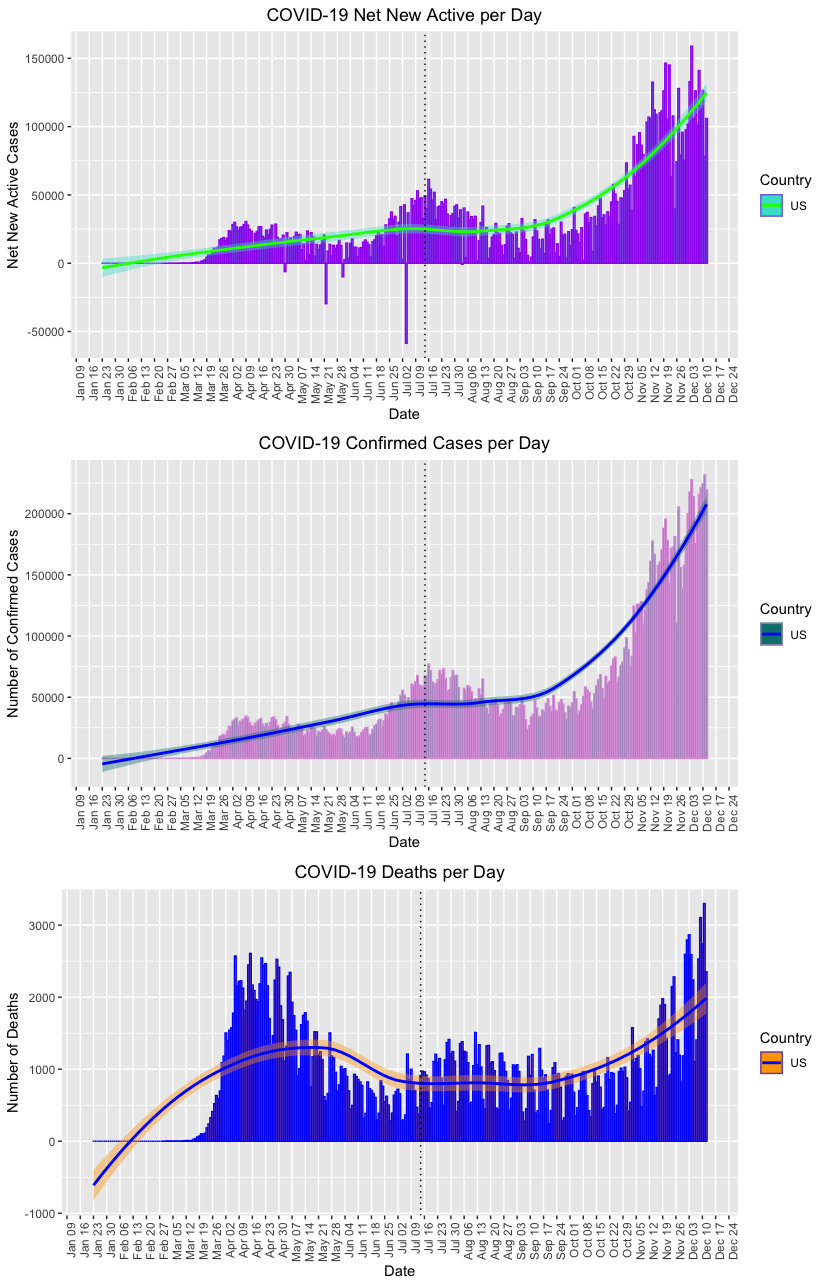 COVID-19 Net New Active per Day
Net New Active Cases
150000
100000
50000
0
-50000
Jan 09 Jan 16 Jan 23 Jan 30 Feb 06 Feb 13 Feb 20 Feb 27 Mar 05 Mar 12 Mar 19 Mar 26 Apr 02 Apr 09 Apr 16 Apr 23 Apr 30 May 07 May 14 May 21 May 28 Jun 04 Jun 11 Jun 18 Jun 25 Jul 02 Jul 09 Jul 16 Jul 23 Jul 30 Aug 06 Aug 13 Aug 20 Aug 27 Sep 03 Sep 10 Sep 17 Sep 24 Oct 01 Oct 08 Oct 15 Oct 22 Oct 29 Nov 05 Nov 12 Nov 19 Nov 26 Dec 03 Dec 10 Dec 17 Dec 24
Date
Country
US
COVID-19 Confirmed Cases per Day
Number of Confirmed Cases
200000
150000
100000
50000
0
Jan 09 Jan 16 Jan 23 Jan 30 Feb 06 Feb 13 Feb 20 Feb 27 Mar 05 Mar 12 Mar 19 Mar 26 Apr 02 Apr 09 Apr 16 Apr 23 Apr 30 May 07 May 14 May 21 May 28 Jun 04 Jun 11 Jun 18 Jun 25 Jul 02 Jul 09 Jul 16 Jul 23 Jul 30 Aug 06 Aug 13 Aug 20 Aug 27 Sep 03 Sep 10 Sep 17 Sep 24 Oct 01 Oct 08 Oct 15 Oct 22 Oct 29 Nov 05 Nov 12 Nov 19 Nov 26 Dec 03 Dec 10 Dec 17 Dec 24
Date
Country
US
COVID-19 Deaths per Day
Number of Deaths
3000
2000
1000
0
-1000
Jan 09 Jan 16 Jan 23 Jan 30 Feb 06 Feb 13 Feb 20 Feb 27 Mar 05 Mar 12 Mar 19 Mar 26 Apr 02 Apr 09 Apr 16 Apr 23 Apr 30 May 07 May 14 May 21 May 28 Jun 04 Jun 11 Jun 18 Jun 25 Jul 02 Jul 09 Jul 16 Jul 23 Jul 30 Aug 06 Aug 13 Aug 20 Aug 27 Sep 03 Sep 10 Sep 17 Sep 24 Oct 01 Oct 08 Oct 15 Oct 22 Oct 29 Nov 05 Nov 12 Nov 19 Nov 26 Dec 03 Dec 10 Dec 17 Dec 24
Date
Country
US